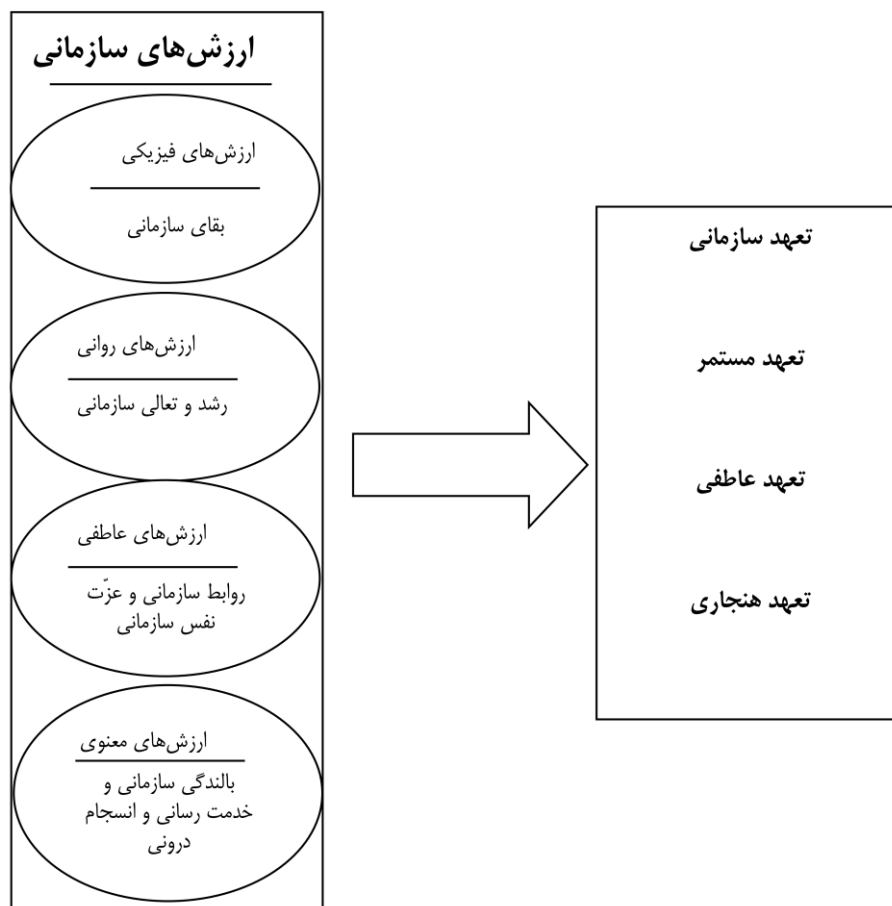 ارزش‌های سازمانی
ارزش‌های فیزیکی
بقای سازمانی
ارزش‌های روانی
رشد و تعالی سازمانی
ارزش‌های عاطفی
روابط سازمانی و عزّت
نفس سازمانی
ارزش‌های معنوی
بالندگی سازمانی و
خدمت رسانی و انسجام
درونی
تعهد سازمانی
تعهد مستمر
تعهد عاطفی
تعهد هنجاری